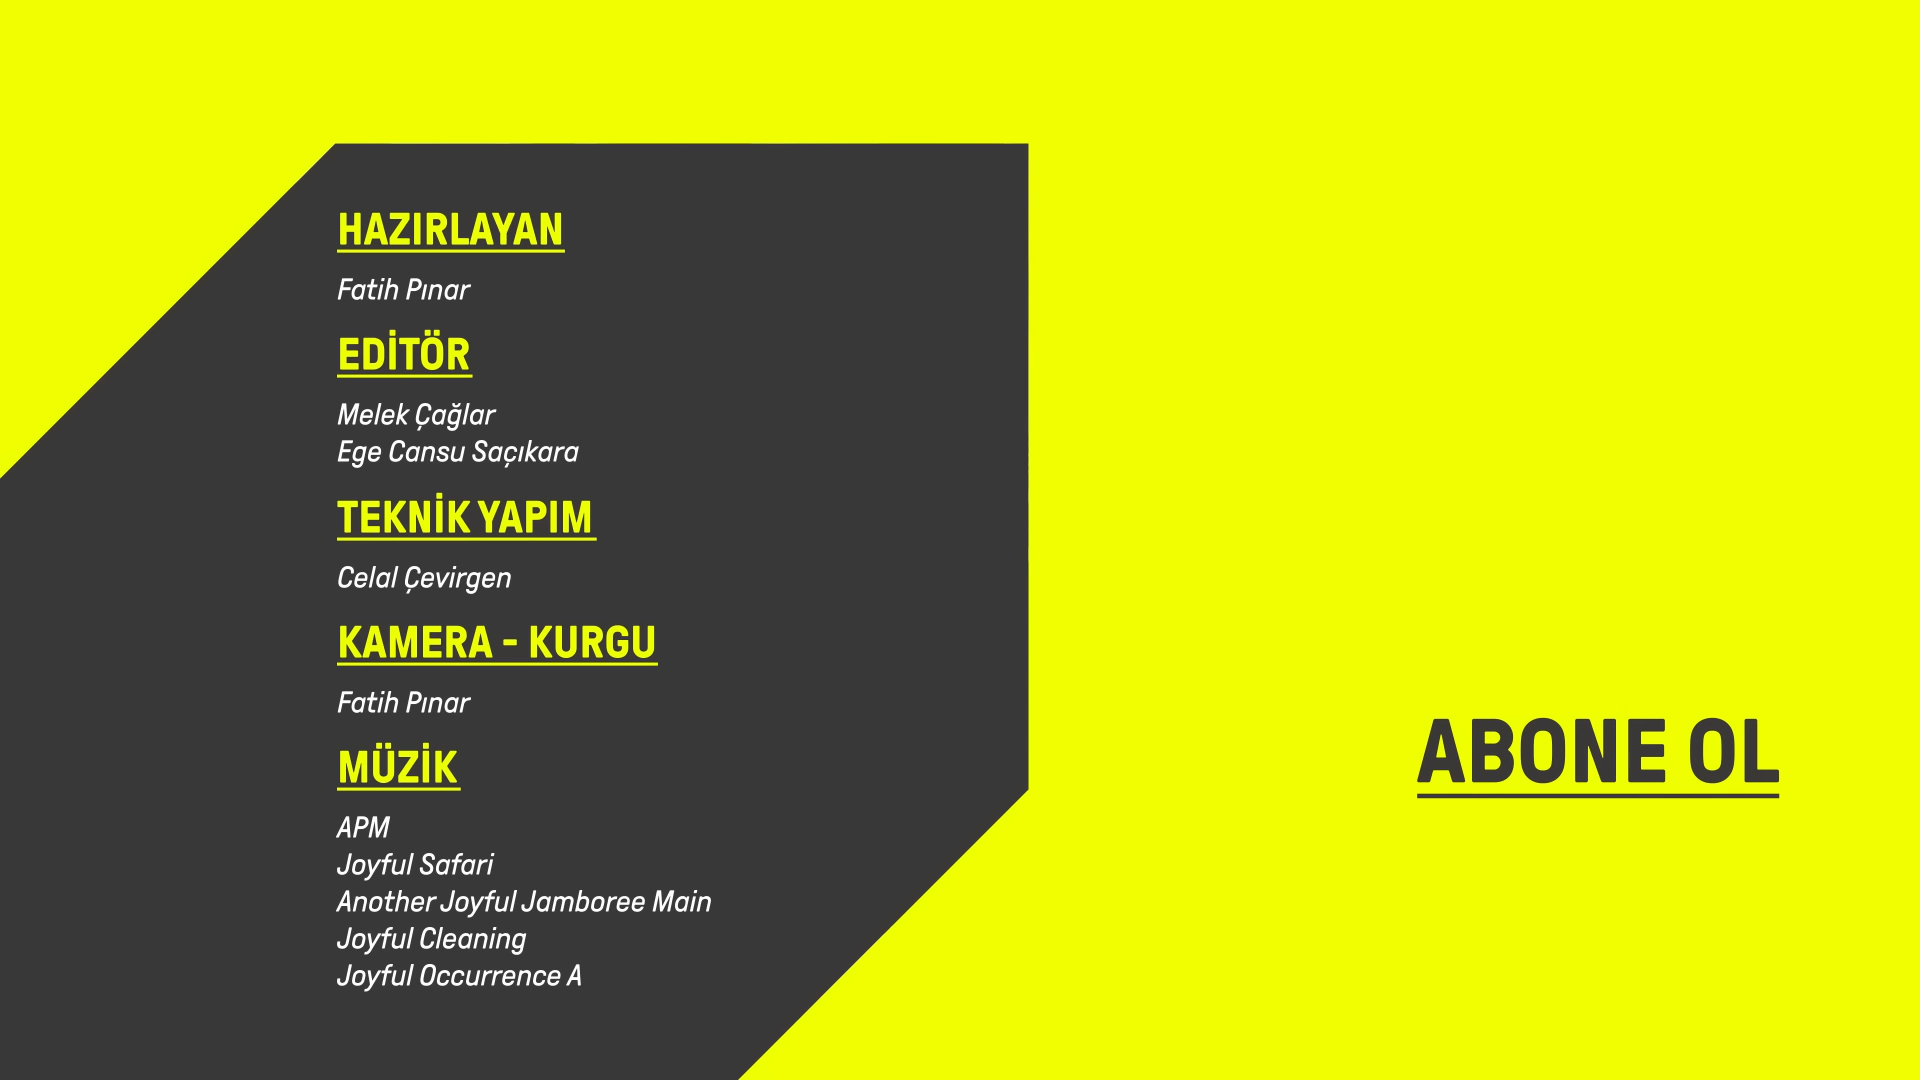 HAZIRLAYAN
Fatih Pınar
EDİTÖR
Melek Çağlar
Ege Cansu Saçıkara
TEKNİK YAPIM
Celal Çevirgen
KAMERA - KURGU
Fatih Pınar
MÜZİK
APM
Joyful Safari
Another Joyful Jamboree Main
Joyful Cleaning
Joyful Occurrence A
ABONE OL